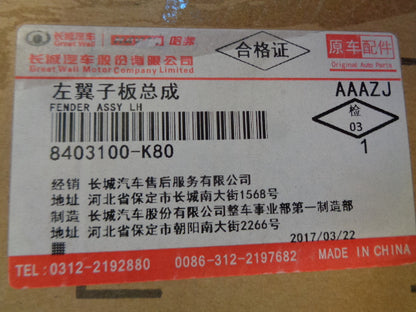 长城汽车
Great Wall
哈弗
合格证
原车配件
Original Auto Parts
长城汽车股份有限公司
Great Wall Motor Company Limited
左翼子板总成
AAAZJ
FENDER ASSY LH
检
03
8403100-K80
1
经销 长城汽车售后服务有限公司
地址 河北省保定市长城南大街1568号
制造 长城汽车股份有限公司整车事业部第一制造部
地址 河北省保定市朝阳南大街2266号
2017/03/22
TEL:0312-2192880
0086-312-2197682
MADE IN CHINA